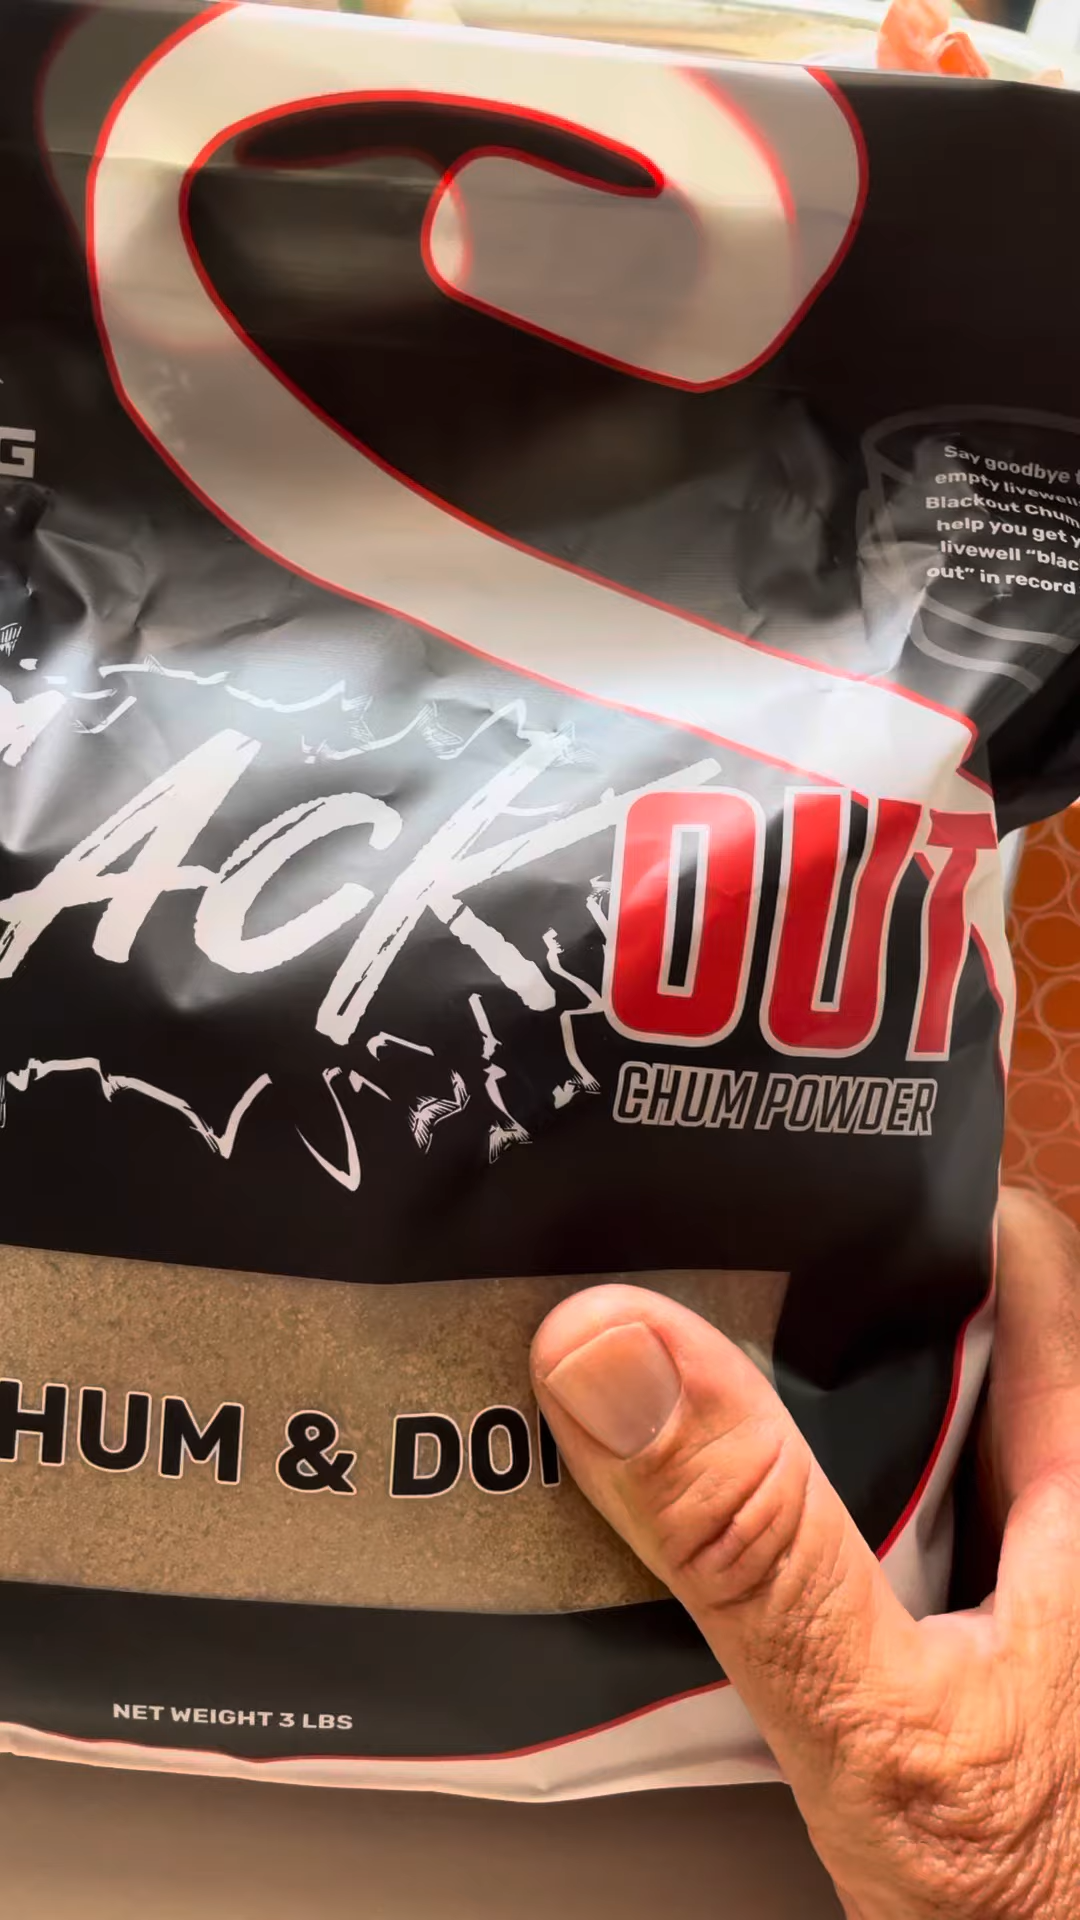 G
Say goodbye
empty livewell
Blackout Chum
help you get
livewell "blac
out" in record
ACK OUT
CHUM POWDER
HUM & DO
NET WEIGHT 3 LBS